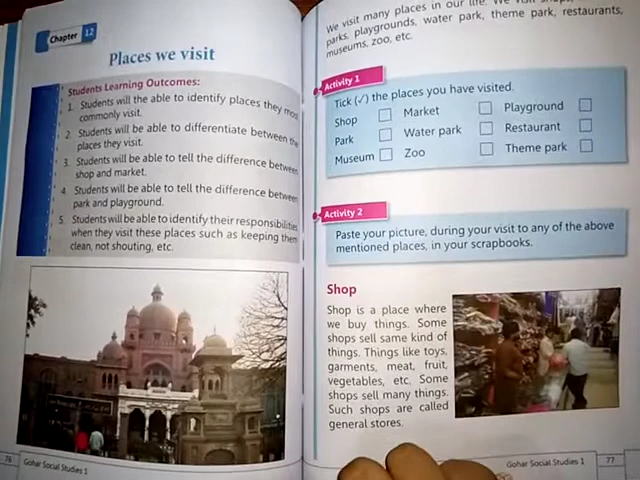 Chapter 12
Places we visit
Students Learning Outcomes:
1. Students will the able to identify places they most
commonly visit.
2. Students will be able to differentiate between the
places they visit.
3. Students will be able to tell the difference between
shop and market.
4. Students will be able to tell the difference between
park and playground.
5. Students will be able to identify their responsibilities
when they visit these places such as keeping them
clean, not shouting, etc.
76
Gohar Social Studies 1
We visit many places in our life. We visit
parks, playgrounds, water park, theme park, restaurants,
museums, zoo, etc.
Activity 1
Tick (✓) the places you have visited.
Shop Market Playground
Park Water park Restaurant
Museum Zoo Theme park
Activity 2
Paste your picture, during your visit to any of the above
mentioned places, in your scrapbooks.
Shop
Shop is a place where
we buy things. Some
shops sell same kind of
things. Things like toys,
garments, meat, fruit,
vegetables, etc. Some
shops sell many things.
Such shops are called
general stores.
Gohar Social Studies 1
77